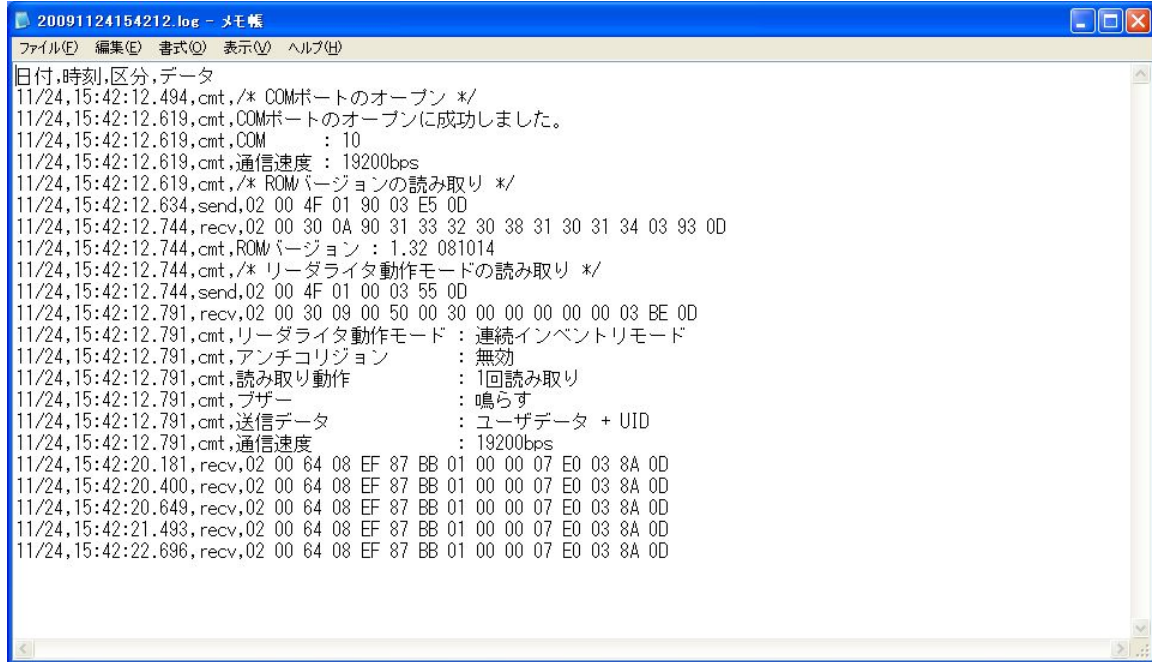 20091124154212.log - メモ帳
ファイル(F) 編集(E) 書式(O) 表示(V) ヘルプ(H)
日付,時刻,区分,データ
11/24,15:42:12.494,cmt,/* COMポートのオープン */
11/24,15:42:12.619,cmt,COMポートのオープンに成功しました。
11/24,15:42:12.619,cmt,COM : 10
11/24,15:42:12.619,cmt,通信速度 : 19200bps
11/24,15:42:12.619,cmt,/* ROMバージョンの読み取り */
11/24,15:42:12.634,send,02 00 4F 01 90 03 E5 0D
11/24,15:42:12.744,recv,02 00 30 0A 90 31 33 32 30 38 31 30 31 34 03 93 0D
11/24,15:42:12.744,cmt,ROMバージョン : 1.32 081014
11/24,15:42:12.744,cmt,/* リーダライタ動作モードの読み取り */
11/24,15:42:12.744,send,02 00 4F 01 00 03 55 0D
11/24,15:42:12.791,recv,02 00 30 09 00 50 00 30 00 00 00 00 00 03 BE 0D
11/24,15:42:12.791,cmt,リーダライタ動作モード : 連続インベントリモード
11/24,15:42:12.791,cmt,アンチコリジョン : 無効
11/24,15:42:12.791,cmt,読み取り動作 : 1回読み取り
11/24,15:42:12.791,cmt,ブザー : 鳴らす
11/24,15:42:12.791,cmt,送信データ : ユーザデータ + UID
11/24,15:42:12.791,cmt,通信速度 : 19200bps
11/24,15:42:20.181,recv,02 00 64 08 EF 87 BB 01 00 00 07 E0 03 8A 0D
11/24,15:42:20.400,recv,02 00 64 08 EF 87 BB 01 00 00 07 E0 03 8A 0D
11/24,15:42:20.649,recv,02 00 64 08 EF 87 BB 01 00 00 07 E0 03 8A 0D
11/24,15:42:21.493,recv,02 00 64 08 EF 87 BB 01 00 00 07 E0 03 8A 0D
11/24,15:42:22.696,recv,02 00 64 08 EF 87 BB 01 00 00 07 E0 03 8A 0D